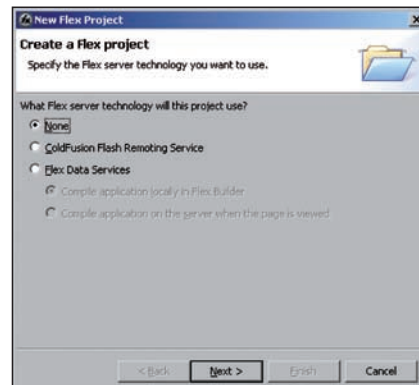 New Flex Project
Create a Flex project
Specify the Flex server technology you want to use.
What Flex server technology will this project use?
None
ColdFusion Flash Remoting Service
Flex Data Services
Compile application locally in Flex Builder
Compile application on the server when the page is viewed
< Back
Next >
Finish
Cancel